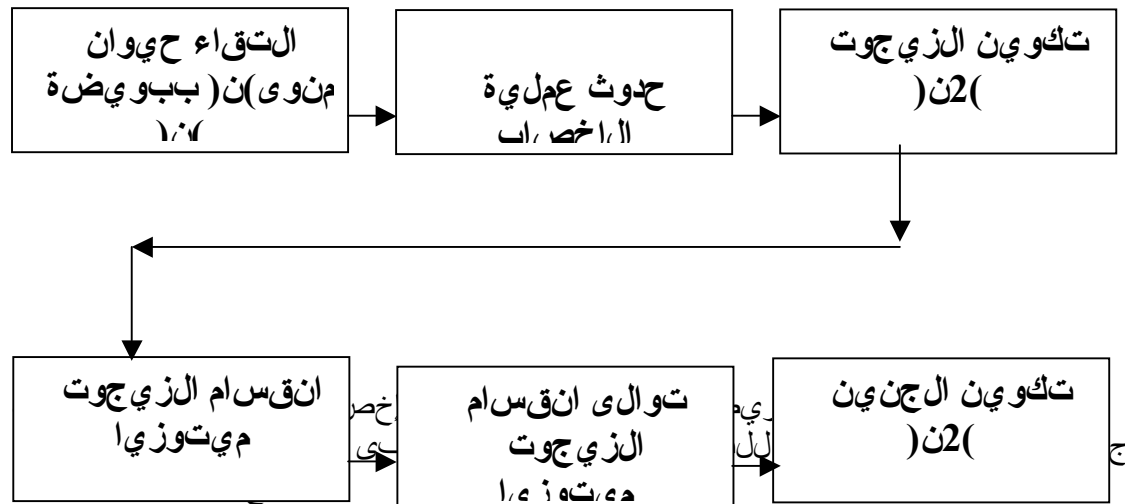 التقاء حيوان
منوى)ن( ببويضة
)ن(
حدوث عملية
الاخصاب
تكوين الزيجوت
)2ن(
انقسام الزيجوت
ميتوزيا
توالى انقسام
الزيجوت
ميتوزيا
تكوين الجنين
)2ن(